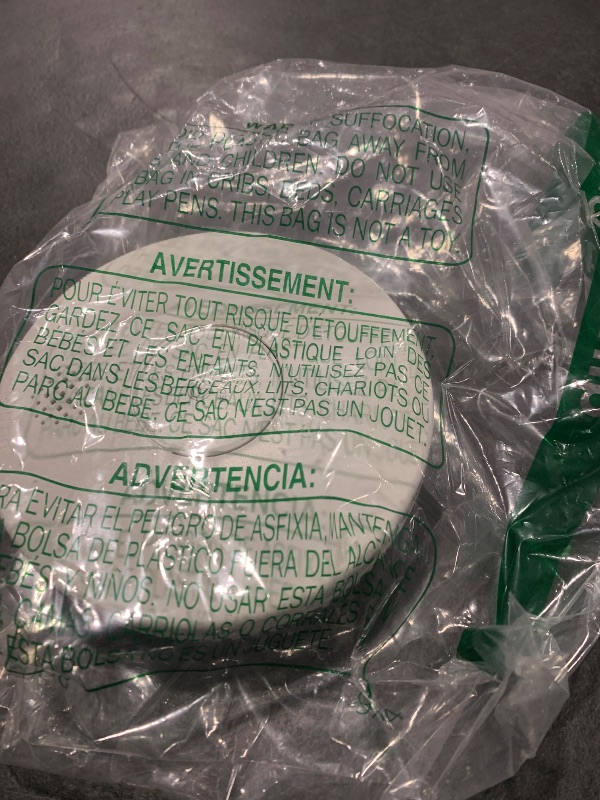 SUFFOCATION,
BAG AWAY FROM
AND CHILDREN. DO NOT USE
BAG IN CRIBS, BEDS, CARRIAGES
PLAY PENS. THIS BAG IS NOT A TOY.
AVERTISSEMENT:
POUR ÉVITER TOUT RISQUE D'ÉTOUFFEMENT,
GARDEZ CE SAC EN PLASTIQUE LOIN DES
BEBES ET LES ENFANTS. N'UTILISEZ PAS CE
SAC DANS LES BERCEAUX, LITS, CHARIOTS OU
PARC AU BEBE. CE SAC N'EST PAS UN JOUET.
ADVERTENCIA:
EVITAR EL PELIGRO DE ASFIXIA, MANTENGA
BOLSA DE PLASTICO FUERA DEL
Y NIÑOS. NO USAR ESTA BOLSA
O
ESTA BOLSA NO ES UN JUGUETE.